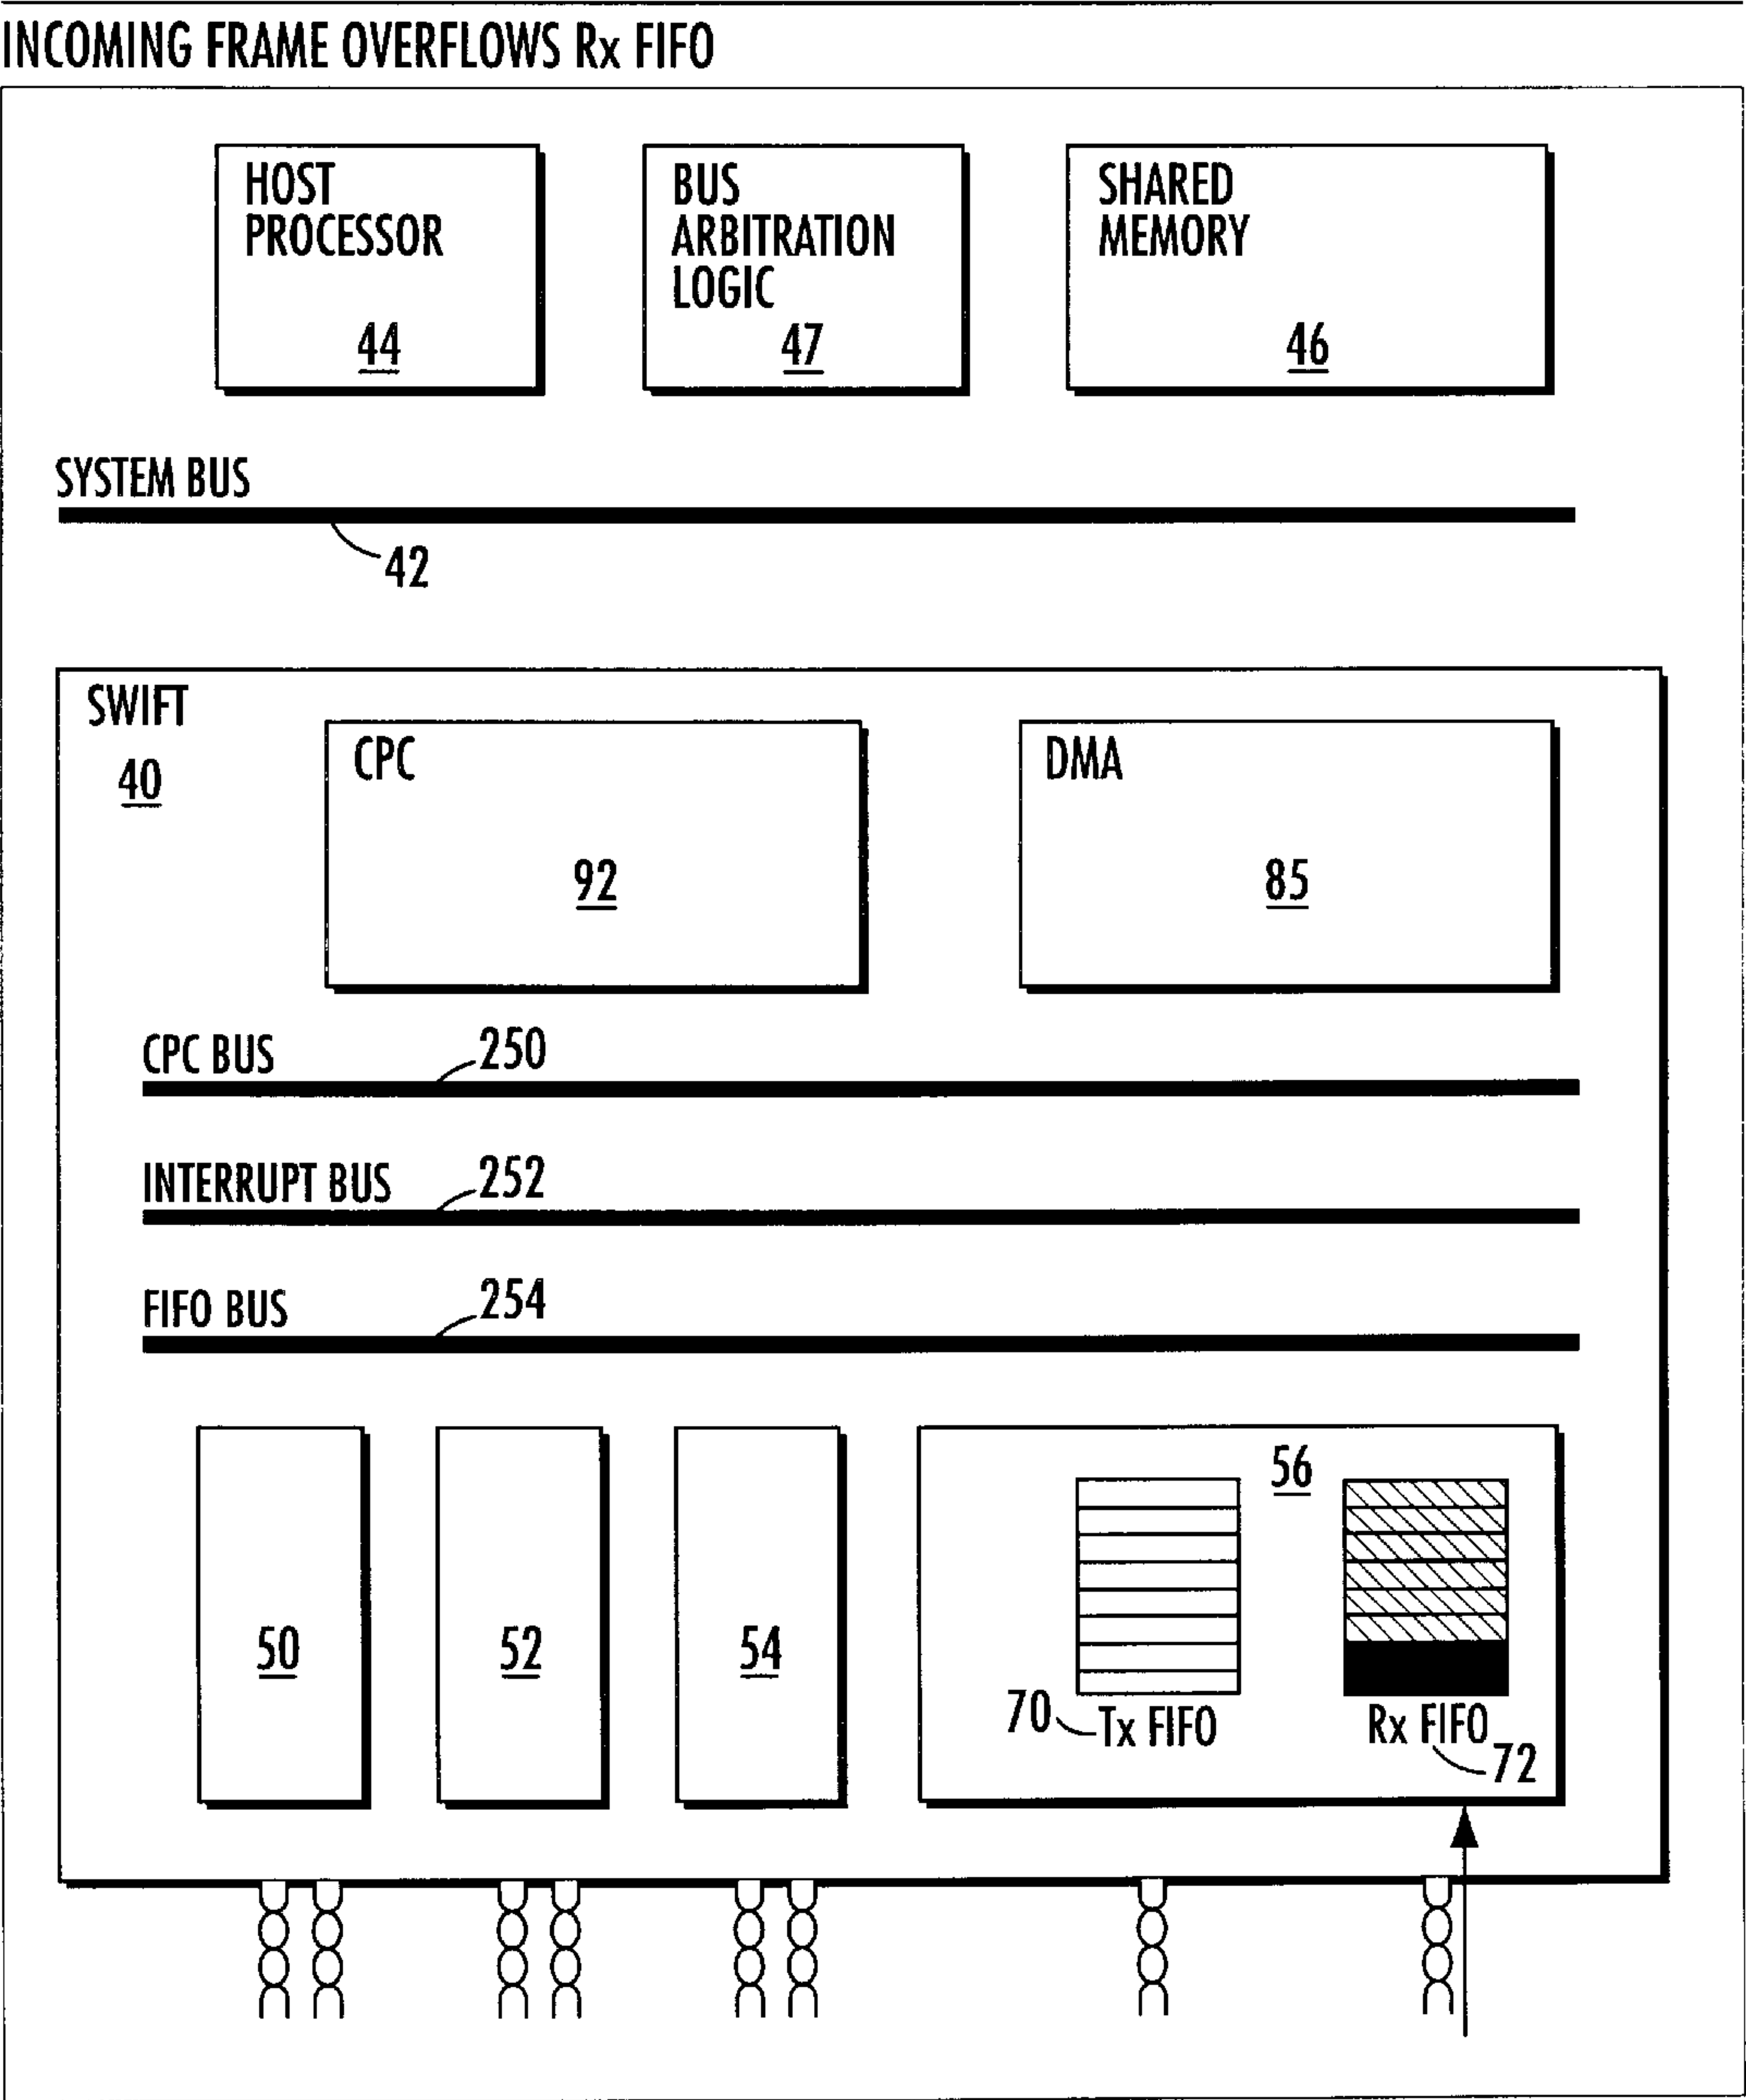 INCOMING FRAME OVERFLOWS Rx FIFO
HOST
PROCESSOR
44
BUS
ARBITRATION
LOGIC
47
SHARED
MEMORY
46
SYSTEM BUS
42
SWIFT
40
CPC
92
DMA
85
CPC BUS
250
INTERRUPT BUS
252
FIFO BUS
254
50
52
54
56
70
Tx FIFO
Rx FIFO
72